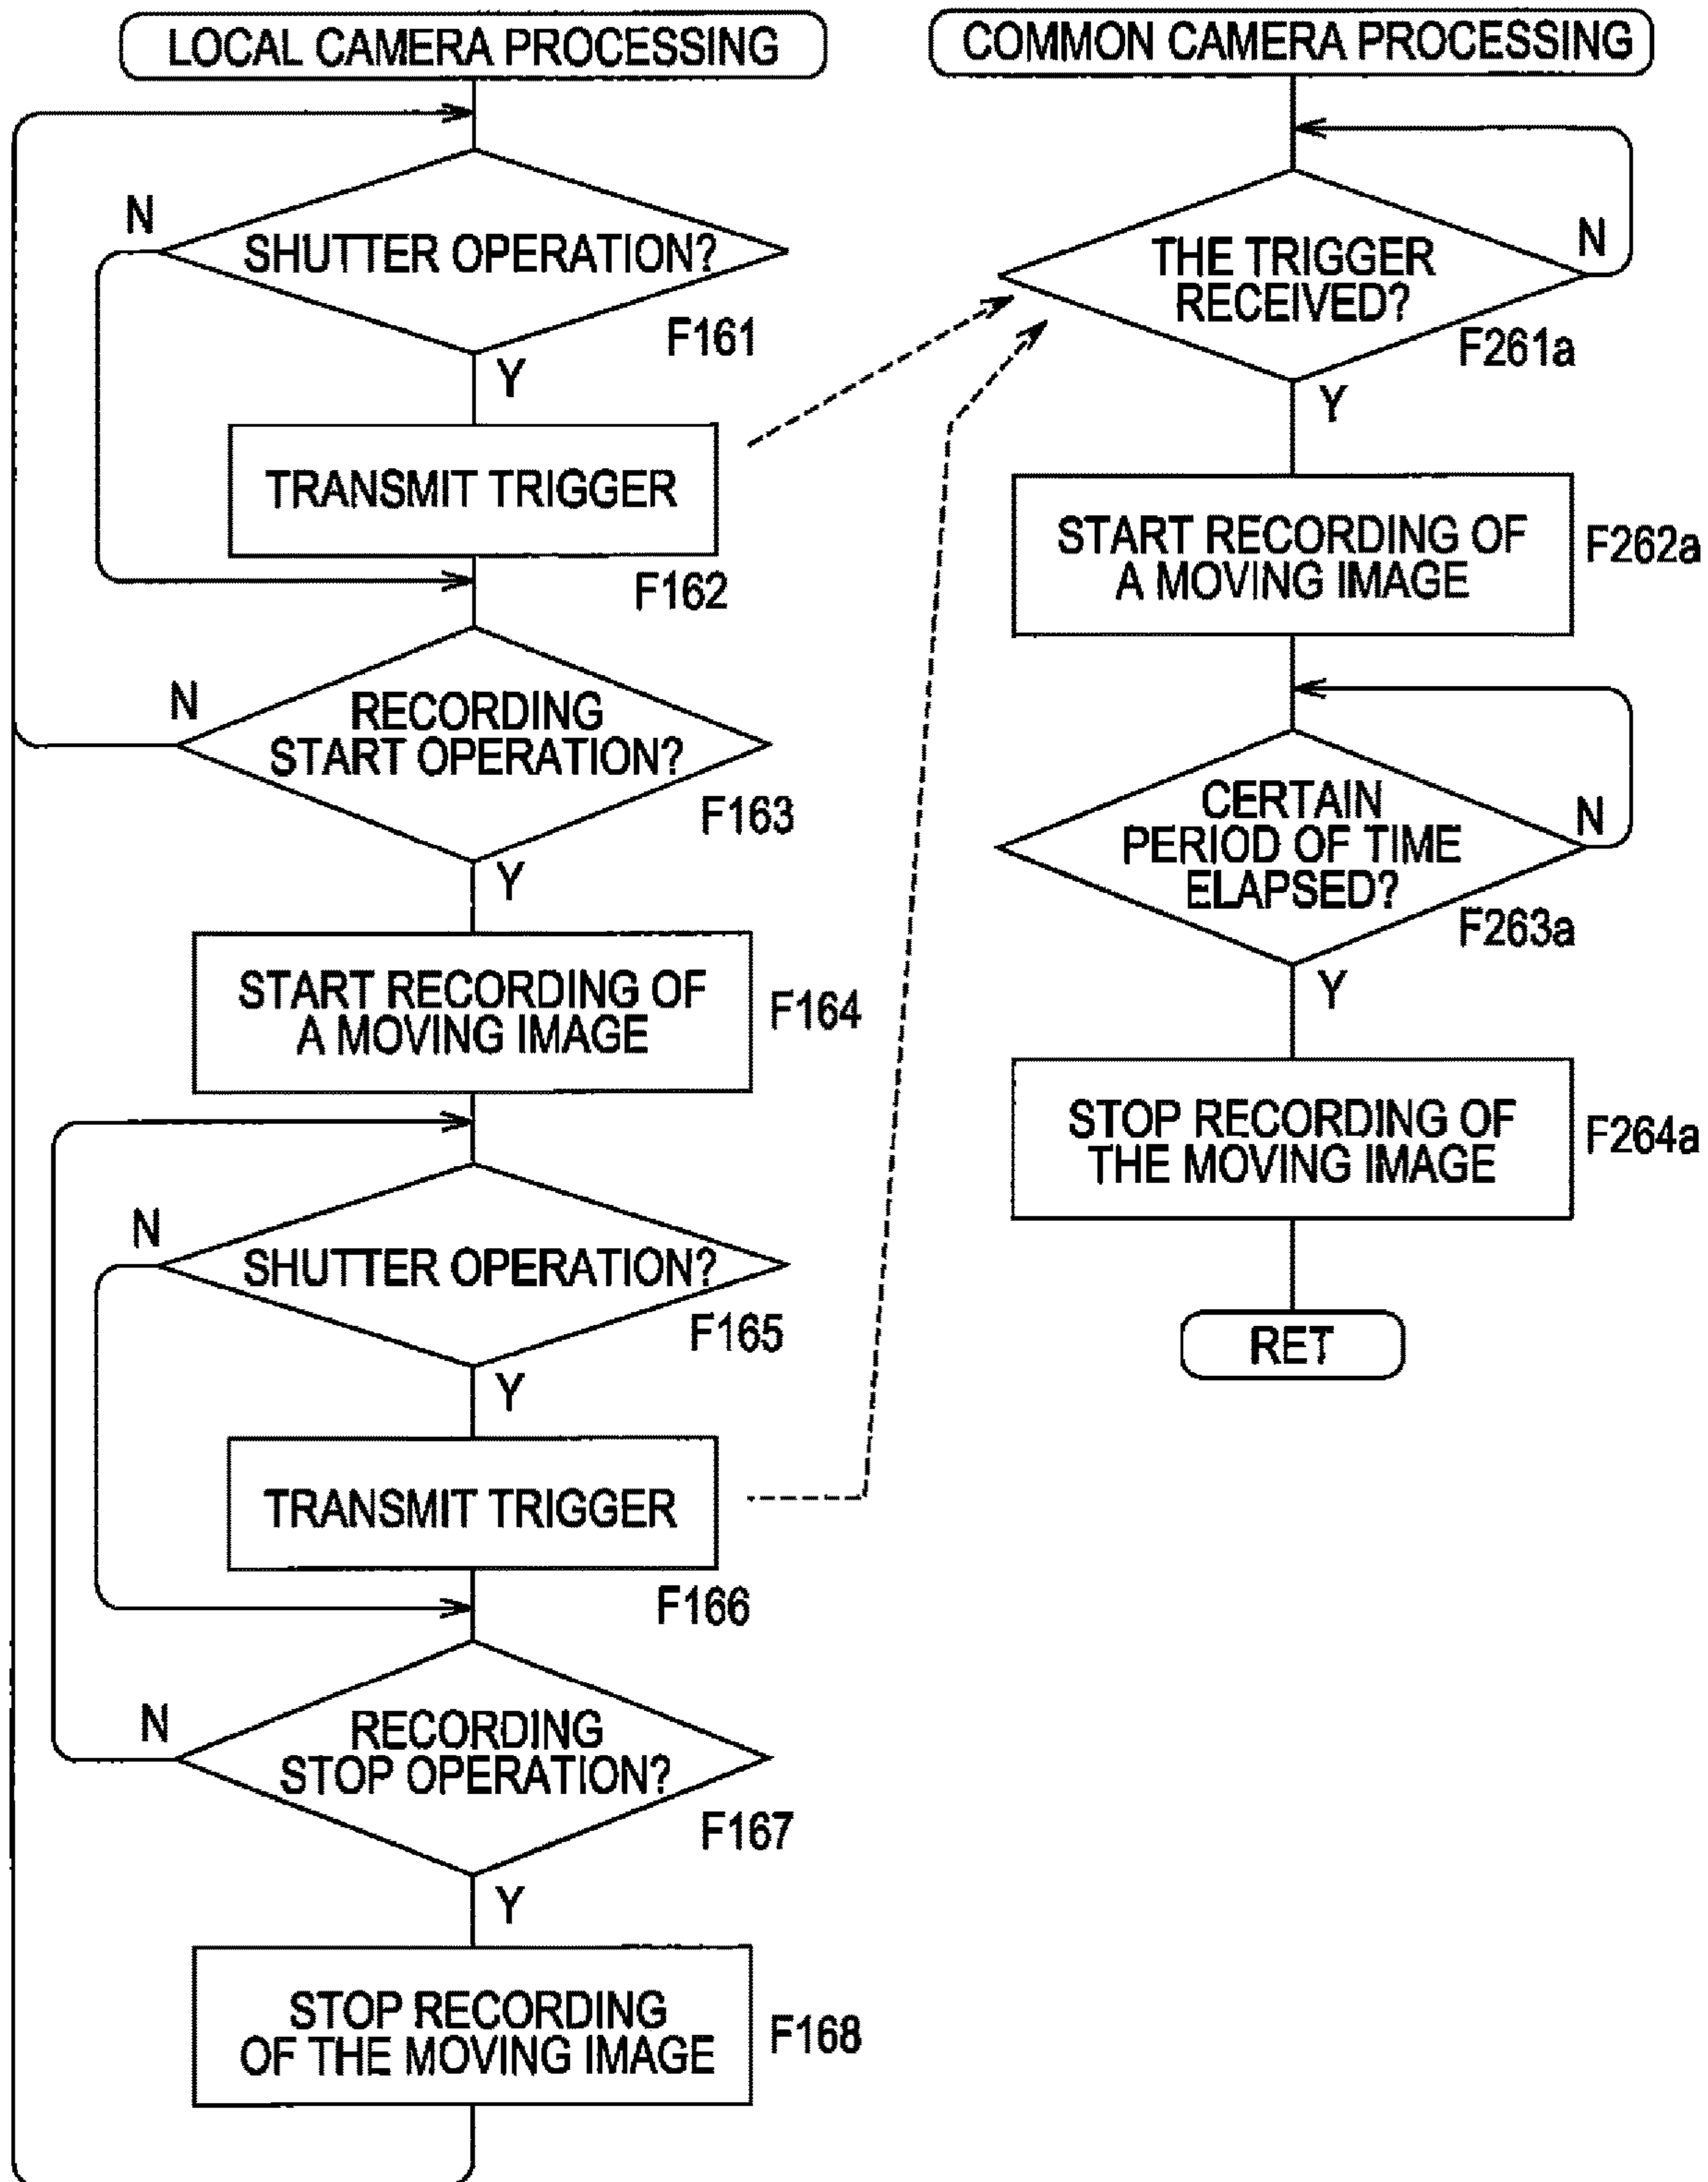 LOCAL CAMERA PROCESSING
N
SHUTTER OPERATION?
F161
Y
TRANSMIT TRIGGER
F162
N
RECORDING
START OPERATION?
F163
Y
START RECORDING OF
A MOVING IMAGE
F164
N
SHUTTER OPERATION?
F165
Y
TRANSMIT TRIGGER
F166
N
RECORDING
STOP OPERATION?
F167
Y
STOP RECORDING
OF THE MOVING IMAGE
F168
COMMON CAMERA PROCESSING
N
THE TRIGGER
RECEIVED?
F261a
Y
START RECORDING OF
A MOVING IMAGE
F262a
CERTAIN
PERIOD OF TIME
ELAPSED?
N
F263a
Y
STOP RECORDING OF
THE MOVING IMAGE
F264a
RET